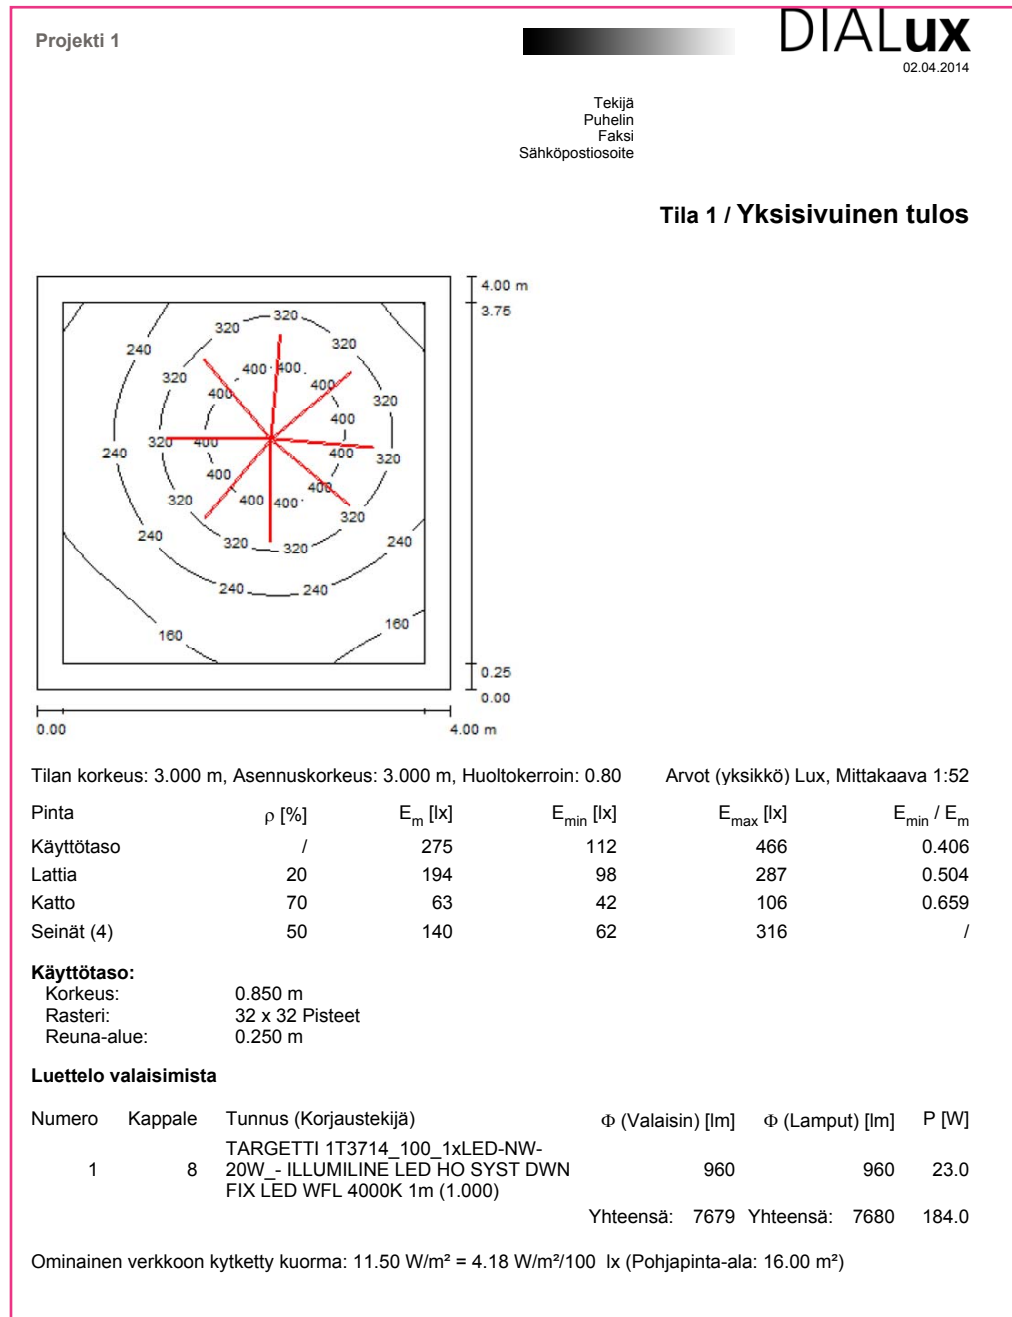 Projekti 1
DIALux
02.04.2014
Tekijä
Puhelin
Faksi
Sähköpostiosoite
Tila 1 / Yksisivuinen tulos
4.00 m
3.75
320
320 320
240
400 400
320 400
400 320
400
320 400 400 320
240
400
400
320 400 400 320
240 240
320 320
240 240
160 160
0.25
0.00
0.00 4.00 m
Tilan korkeus: 3.000 m, Asennuskorkeus: 3.000 m, Huoltokerroin: 0.80 Arvot (yksikkö) Lux, Mittakaava 1:52
Pinta ρ [%] Em [lx] Emin [lx] Emax [lx] Emin / Em
Käyttötaso / 275 112 466 0.406
Lattia 20 194 98 287 0.504
Katto 70 63 42 106 0.659
Seinät (4) 50 140 62 316 /
Käyttötaso:
Korkeus: 0.850 m
Rasteri: 32 x 32 Pisteet
Reuna-alue: 0.250 m
Luettelo valaisimista
Numero Kappale Tunnus (Korjaustekijä) Φ (Valaisin) [lm] Φ (Lamput) [lm] P [W]
TARGETTI 1T3714_100_1xLED-NW-
1 8 20W_- ILLUMILINE LED HO SYST DWN 960 960 23.0
FIX LED WFL 4000K 1m (1.000)
Yhteensä: 7679 Yhteensä: 7680 184.0
Ominainen verkkoon kytketty kuorma: 11.50 W/m² = 4.18 W/m²/100 lx (Pohjapinta-ala: 16.00 m²)